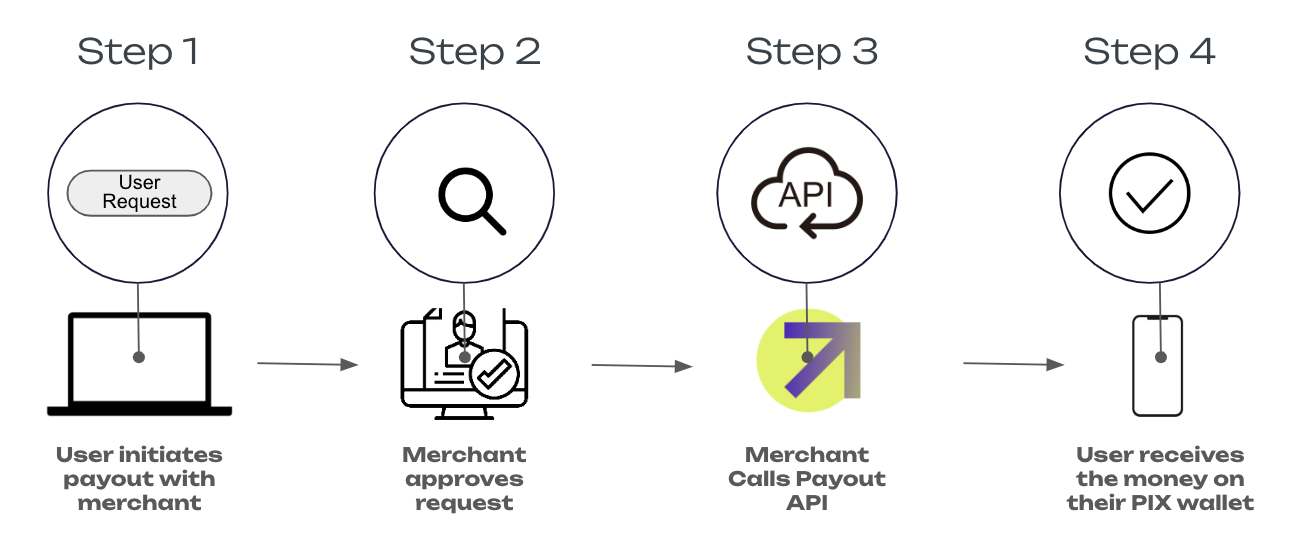 Step 1
Step 2
Step 3
Step 4
User
Request
API
User initiates
payout with
merchant
Merchant
approves
request
Merchant
Calls Payout
API
User receives
the money on
their PIX wallet